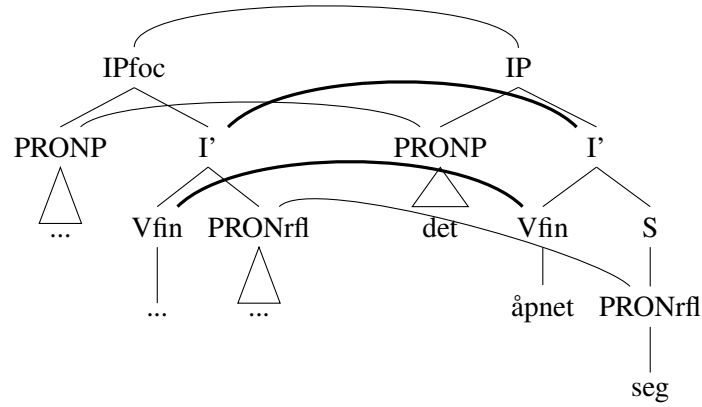 IPfoc IP
PRONP I' PRONP I'
... Vfin PRONrfl det Vfin S
... ... åpnet PRONrfl
seg